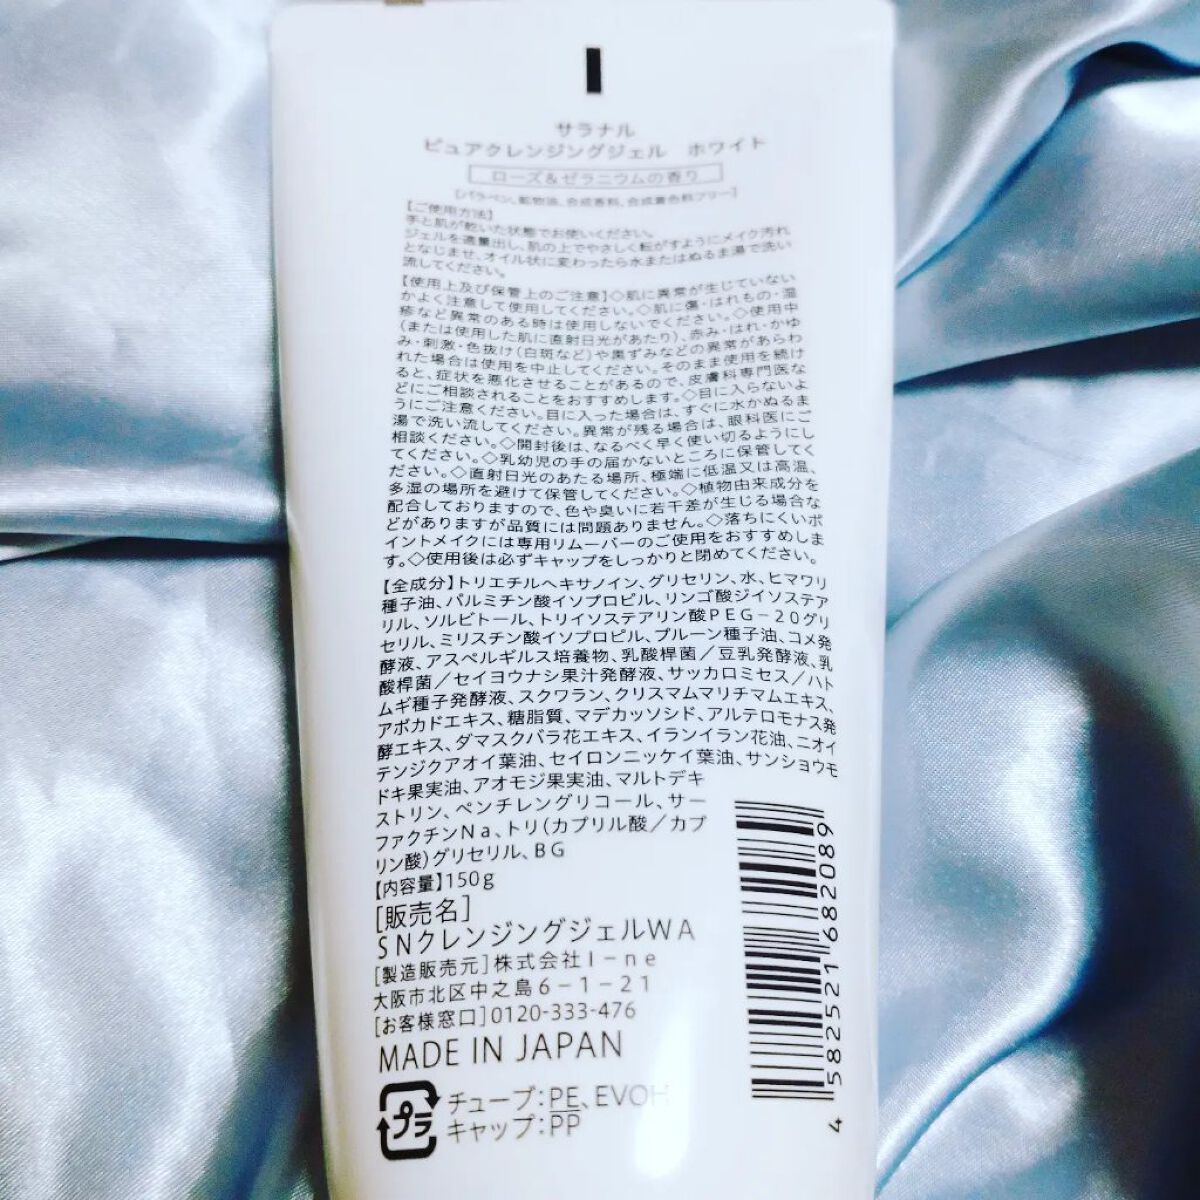 サラナル
ピュアクレンジングジェル　ホワイト
ローズ&ゼラニウムの香り
[パラベン、鉱物油、合成香料、合成着色料フリー]
【ご使用方法】
手と肌が乾いた状態でお使いください。
ジェルを適量出し、肌の上でやさしく転がすようにメイク汚れ
となじませ、オイル状に変わったら水またはぬるま湯で洗い
流してください。
【使用上及び保管上のご注意】◇肌に異常が生じていない
かよく注意して使用してください。◇肌に傷・はれもの・湿
疹など異常のある時は使用しないでください。◇使用中
(または使用した肌に直射日光があたり)、赤み・はれ・かゆ
み・刺激・色抜け(白斑など)や黒ずみなどの異常があらわ
れた場合は使用を中止してください。そのまま使用を続け
ると、症状を悪化させることがあるので、皮膚科専門医な
どにご相談されることをおすすめします。◇目に入らないよ
うにご注意ください。目に入った場合は、すぐに水かぬるま
湯で洗い流してください。異常が残る場合は、眼科医にご
相談ください。◇開封後は、なるべく早く使い切るようにし
てください。◇乳幼児の手の届かないところに保管してく
ださい。◇直射日光のあたる場所、極端に低温又は高温、
多湿の場所を避けて保管してください。◇植物由来成分を
配合しておりますので、色や臭いに若干差が生じる場合な
どがありますが品質には問題ありません。◇落ちにくいポ
イントメイクには専用リムーバーのご使用をおすすめしま
す。◇使用後は必ずキャップをしっかりと閉めてください。
【全成分】トリエチルヘキサノイン、グリセリン、水、ヒマワリ
種子油、パルミチン酸イソプロピル、リンゴ酸ジイソステア
リル、ソルビトール、トリイソステアリン酸PEG－20グリ
セリル、ミリスチン酸イソプロピル、プルーン種子油、コメ発
酵液、アスペルギルス培養物、乳酸桿菌／豆乳発酵液、乳
酸桿菌／セイヨウナシ果汁発酵液、サッカロミセス／ハト
ムギ種子発酵液、スクワラン、クリスマムマリチマムエキス、
アボカドエキス、糖脂質、マデカッソシド、アルテロモナス発
酵エキス、ダマスクバラ花エキス、イランイラン花油、ニオイ
テンジクアオイ葉油、セイロンニッケイ葉油、サンショウモ
ドキ果実油、アオモジ果実油、マルトデキ
ストリン、ペンチレングリコール、サー
ファクチンNa、トリ(カプリル酸／カプ
リン酸)グリセリル、BG
【内容量】150g
[販売名]
SNクレンジングジェルWA
[製造販売元]株式会社I－ne
大阪市北区中之島6－1－21
[お客様窓口]0120-333-476
MADE IN JAPAN
プラ
チューブ:PE、EVOH
キャップ:PP
4 582521 682089